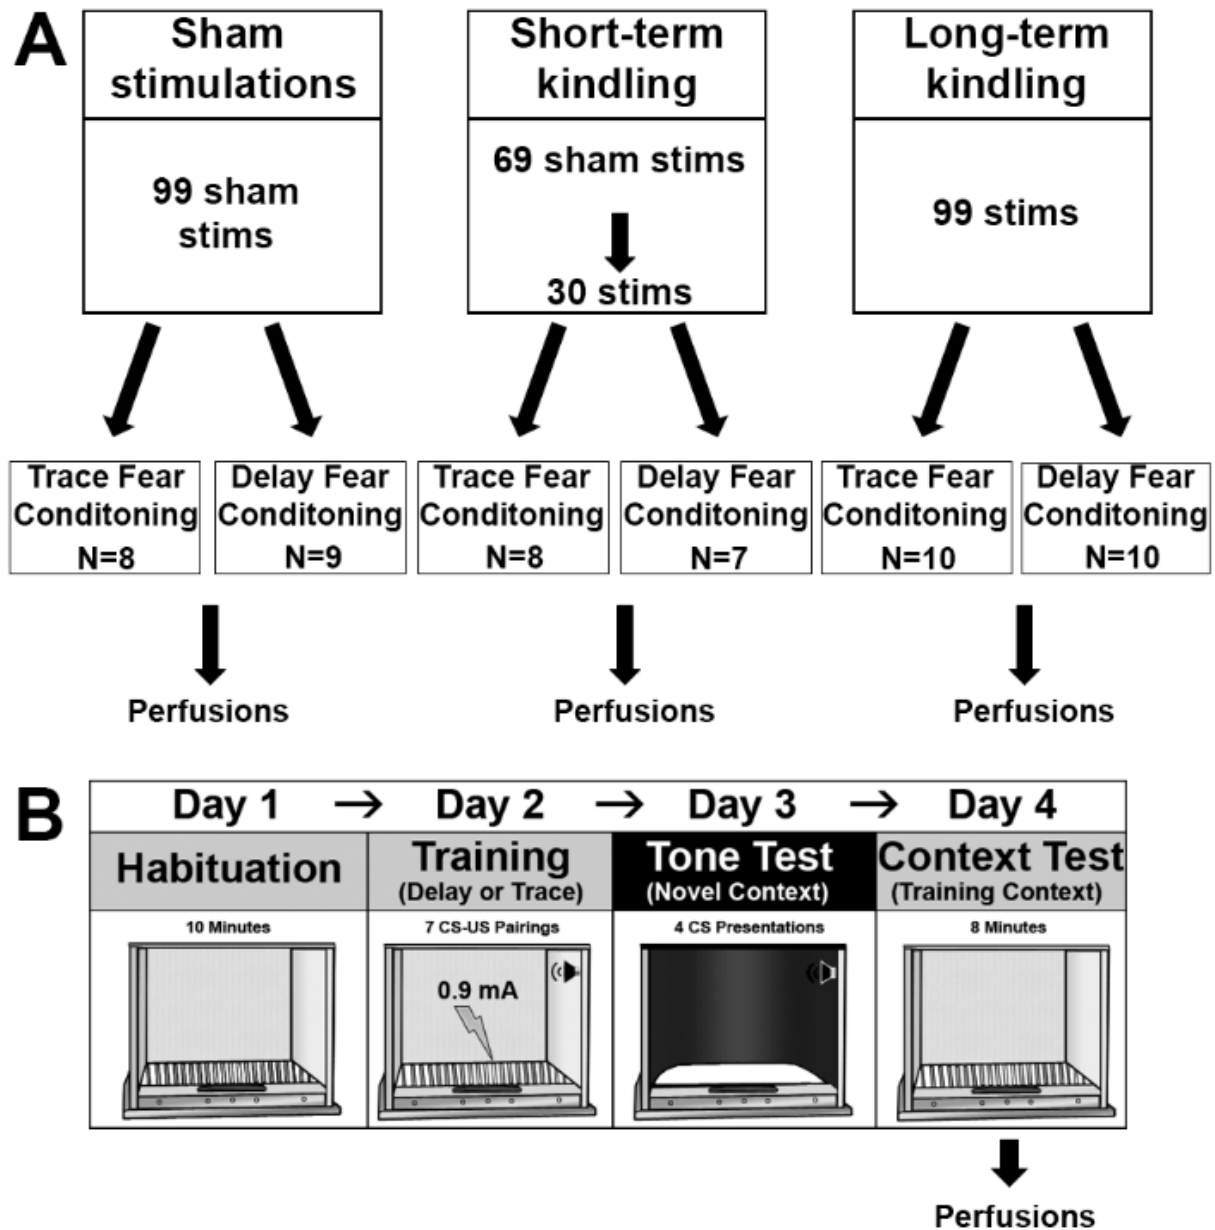 A
Sham
stimulations
99 sham
stims
Short-term
kindling
69 sham stims
30 stims
Long-term
kindling
99 stims
Trace Fear
Conditoning
N=8
Delay Fear
Conditoning
N=9
Trace Fear
Conditoning
N=8
Delay Fear
Conditoning
N=7
Trace Fear
Conditoning
N=10
Delay Fear
Conditoning
N=10
Perfusions
Perfusions
Perfusions
B
Day 1 → Day 2 → Day 3 → Day 4
Habituation
10 Minutes
Training
(Delay or Trace)
7 CS-US Pairings
0.9 mA
Tone Test
(Novel Context)
4 CS Presentations
Context Test
(Training Context)
8 Minutes
Perfusions